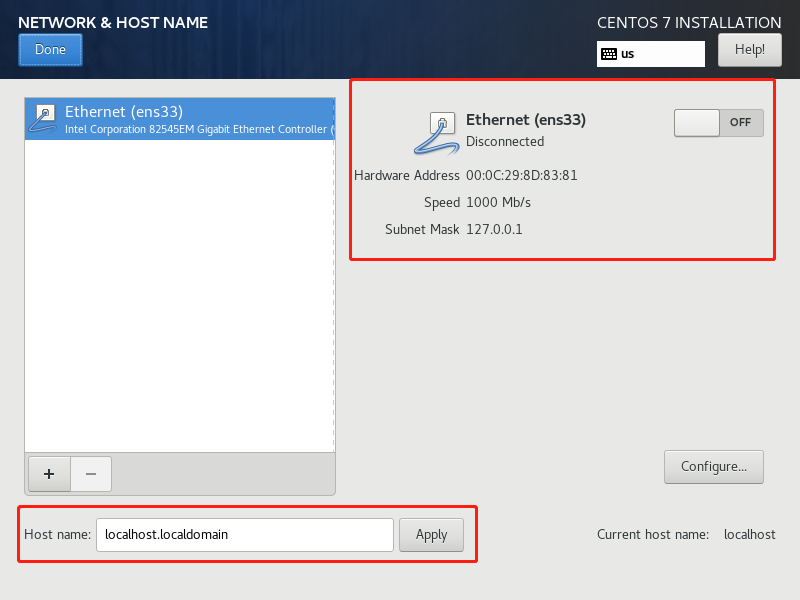 NETWORK & HOST NAME
CENTOS 7 INSTALLATION
Done
us
Help!
Ethernet (ens33)
Intel Corporation 82545EM Gigabit Ethernet Controller (
Ethernet (ens33)
Disconnected
OFF
Hardware Address 00:0C:29:8D:83:81
Speed 1000 Mb/s
Subnet Mask 127.0.0.1
+ −
Configure...
Host name: localhost.localdomain Apply
Current host name: localhost